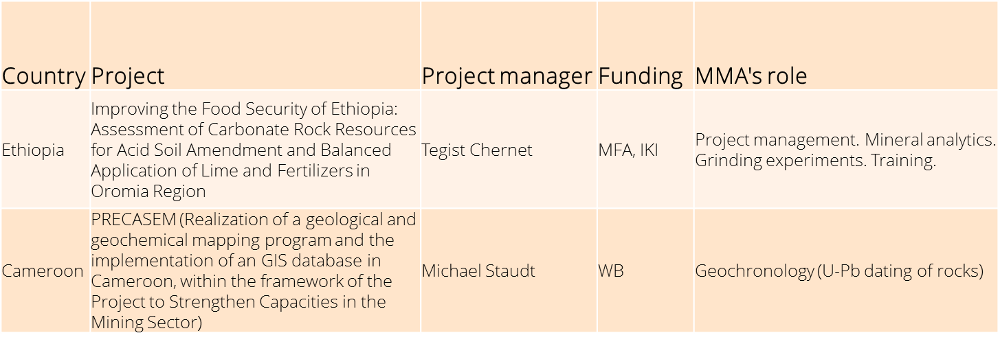 Country Project Project manager Funding MMA's role
Improving the Food Security of Ethiopia:
Assessment of Carbonate Rock Resources
for Acid Soil Amendment and Balanced
Application of Lime and Fertilizers in
Oromia Region
Ethiopia
Tegist Chernet
MFA, IKI
Project management. Mineral analytics.
Grinding experiments. Training.
PRECASEM (Realization of a geological and
geochemical mapping program and the
implementation of an GIS database in
Cameroon, within the framework of the
Project to Strengthen Capacities in the
Mining Sector)
Cameroon
Michael Staudt
WB
Geochronology (U-Pb dating of rocks)